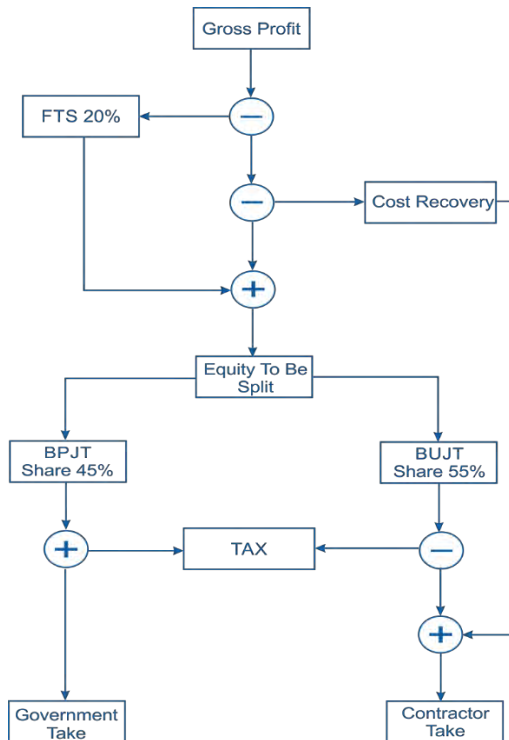 Gross Profit
FTS 20%
−
−
Cost Recovery
+
Equity To Be
Split
BPJT
Share 45%
BUJT
Share 55%
+
TAX
−
+
Government
Take
Contractor
Take